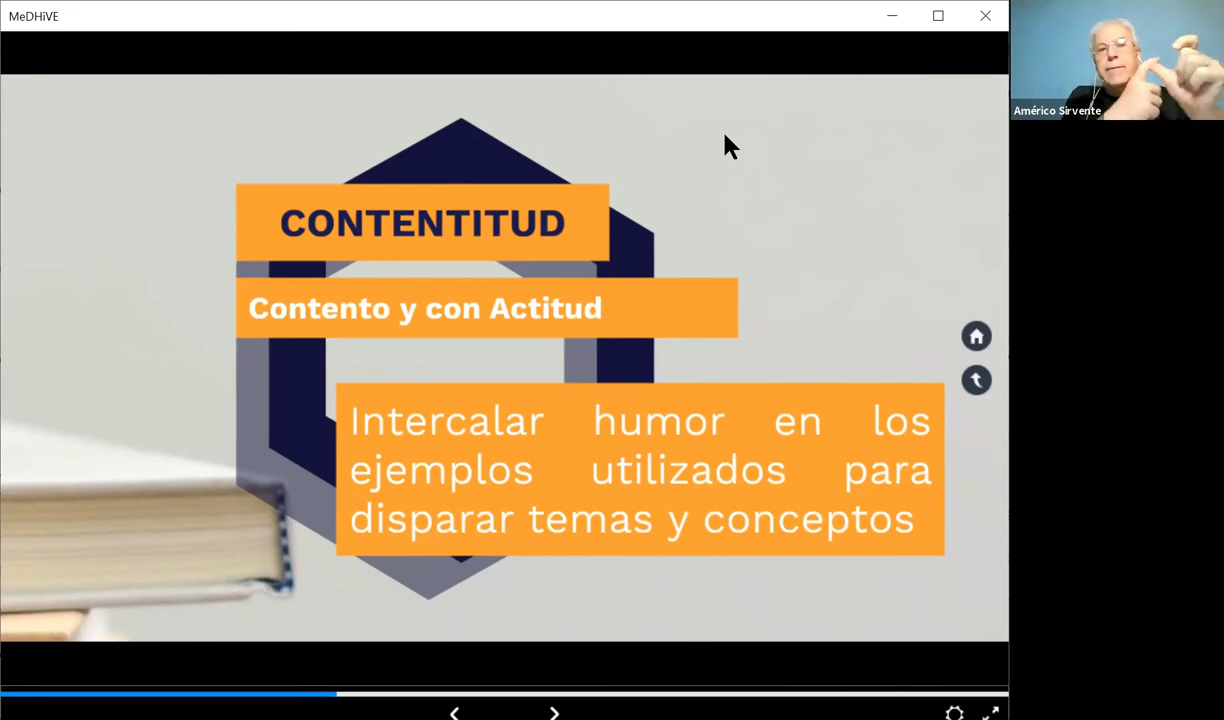 MeDHiVE
Américo Sirvente
CONTENTITUD
Contento y con Actitud
Intercalar humor en los
ejemplos utilizados para
disparar temas y conceptos